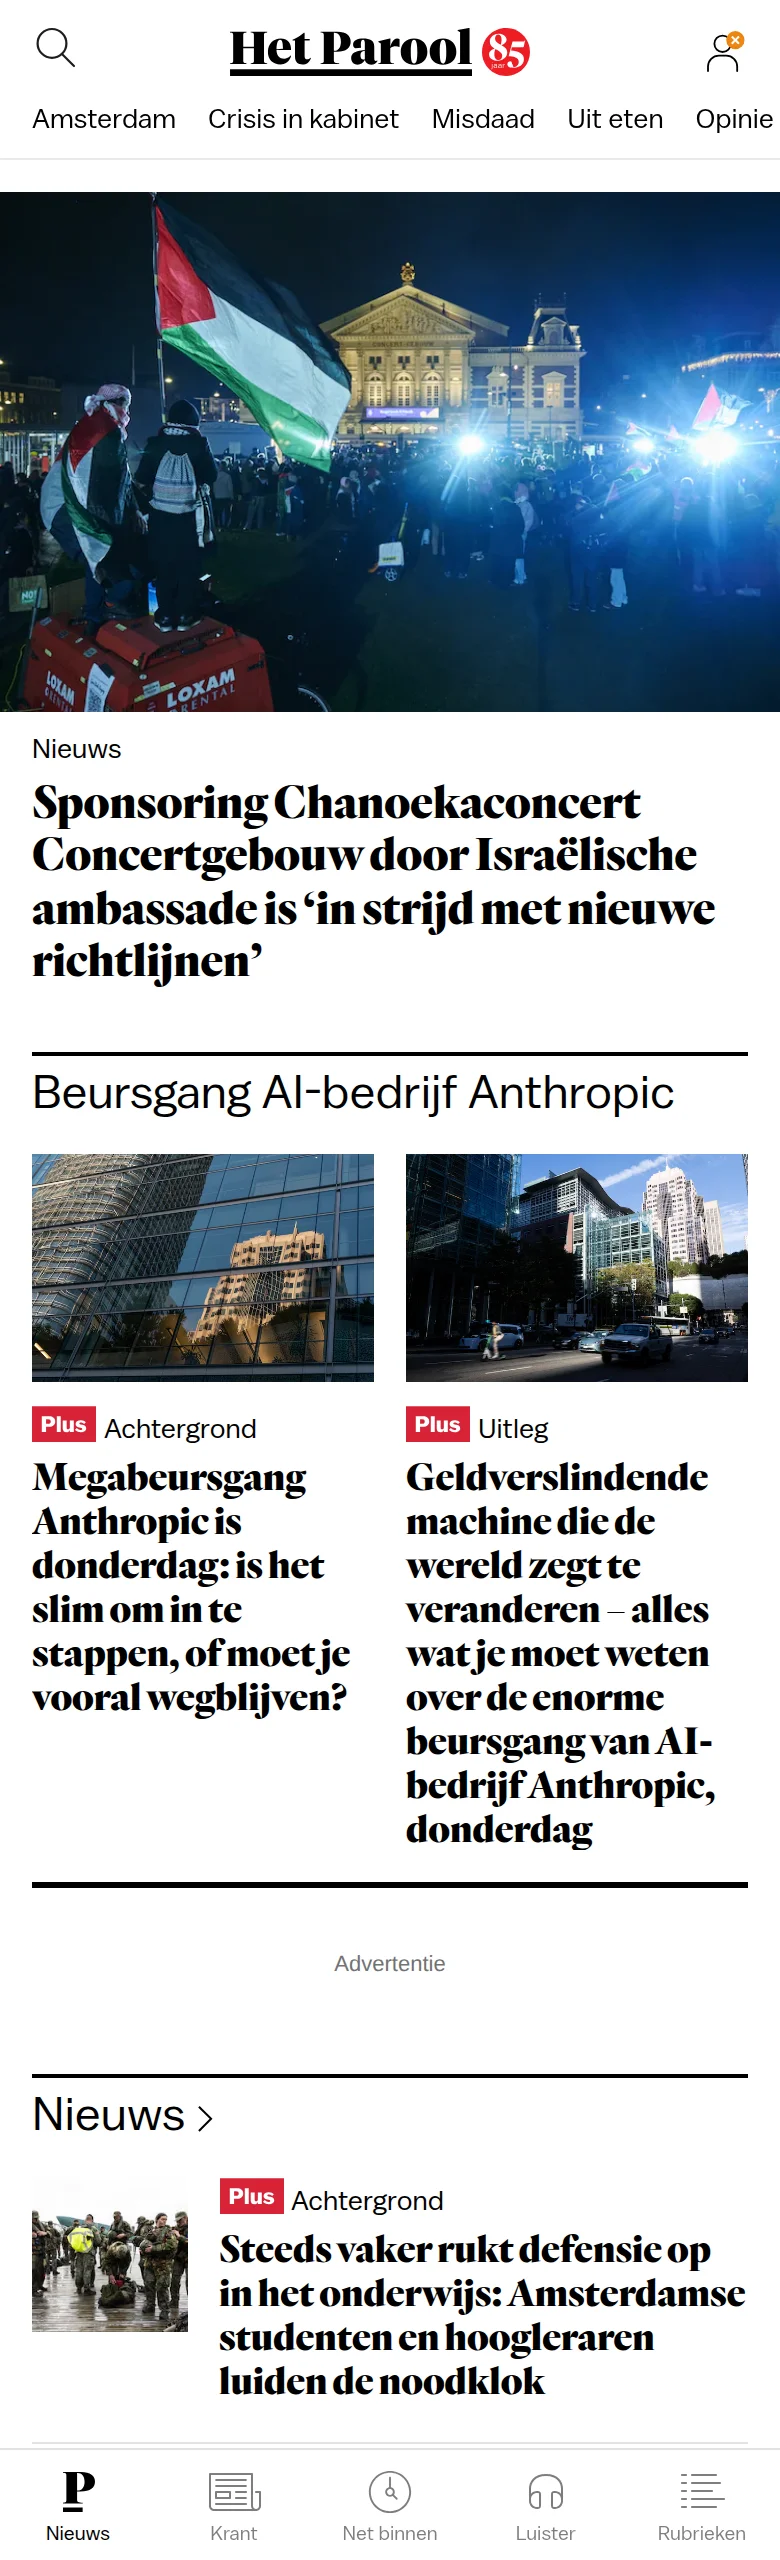 Het Parool 85 jaar
Amsterdam Crisis in kabinet Misdaad Uit eten Opinie
LOXAM
RENTAL
LOXAM
RENTAL
Nieuws
Sponsoring Chanoekaconcert
Concertgebouw door Israëlische
ambassade is ‘in strijd met nieuwe
richtlijnen’
Beursgang AI-bedrijf Anthropic
Plus Achtergrond
Megabeursgang
Anthropic is
donderdag: is het
slim om in te
stappen, of moet je
vooral wegblijven?
Plus Uitleg
Geldverslindende
machine die de
wereld zegt te
veranderen – alles
wat je moet weten
over de enorme
beursgang van AI-
bedrijf Anthropic,
donderdag
Advertentie
Nieuws
Plus Achtergrond
Steeds vaker rukt defensie op
in het onderwijs: Amsterdamse
studenten en hoogleraren
luiden de noodklok
P
Nieuws Krant Net binnen Luister Rubrieken